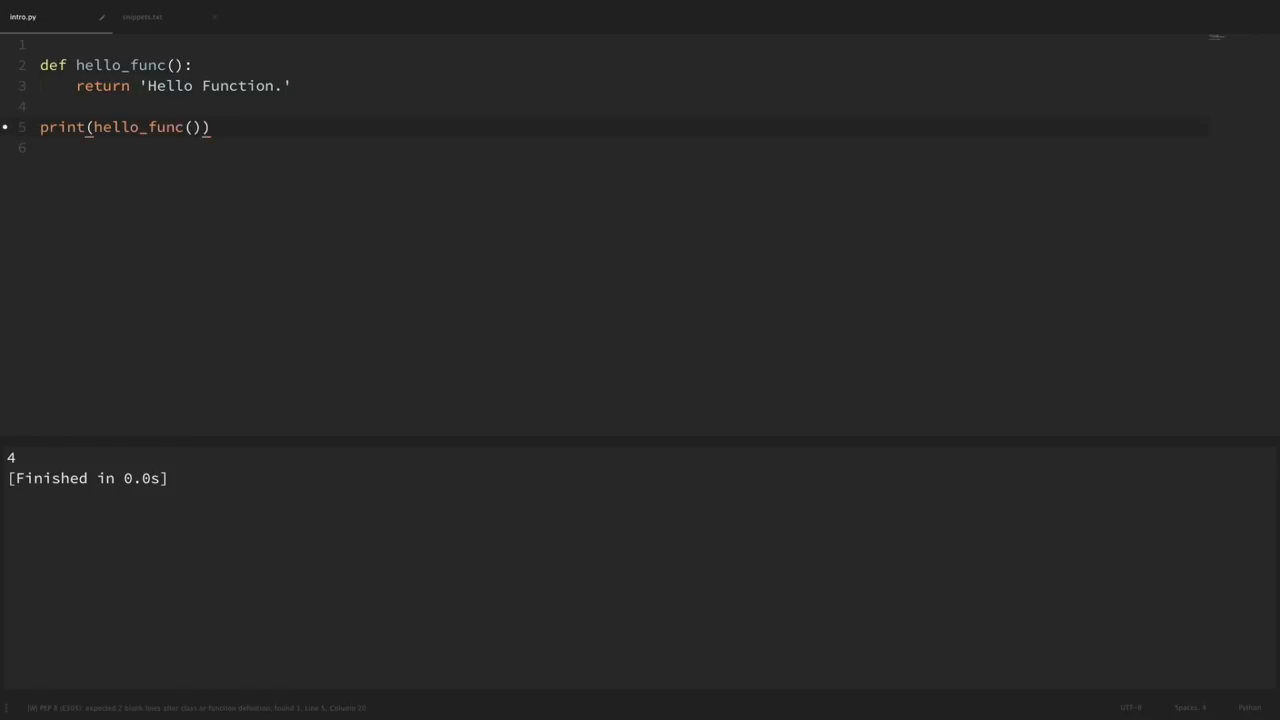 intro.py
snippets.txt
1
2 def hello_func():
3     return 'Hello Function.'
4
5 print(hello_func())
6
4
[Finished in 0.0s]
[W] PEP 8 (E305): expected 2 blank lines after class or function definition, found 1, Line 5, Column 20
UTF-8
Spaces: 4
Python